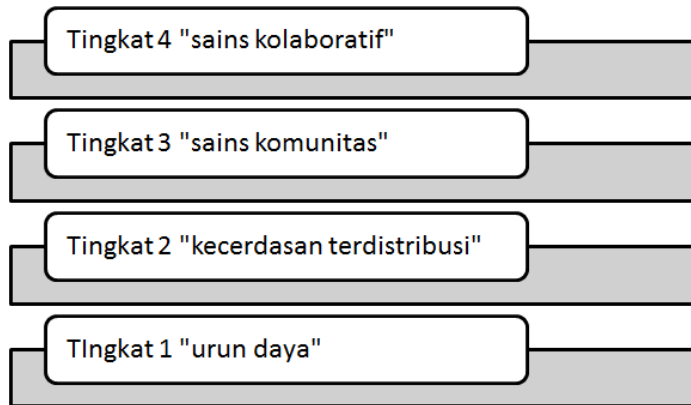 Tingkat 4 "sains kolaboratif"
Tingkat 3 "sains komunitas"
Tingkat 2 "kecerdasan terdistribusi"
TIngkat 1 "urun daya"